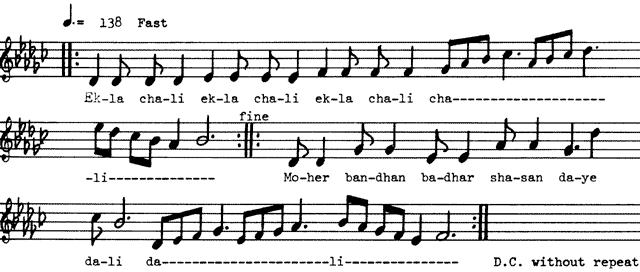 ♩.= 138 Fast
Ek-la cha-li ek-la cha-li ek-la cha-li cha---------------------
fine
-li-------------- Mo-her ban-dhan ba-dhar sha-san da-ye
da-li da----------------------li--------------- D.C. without repeat